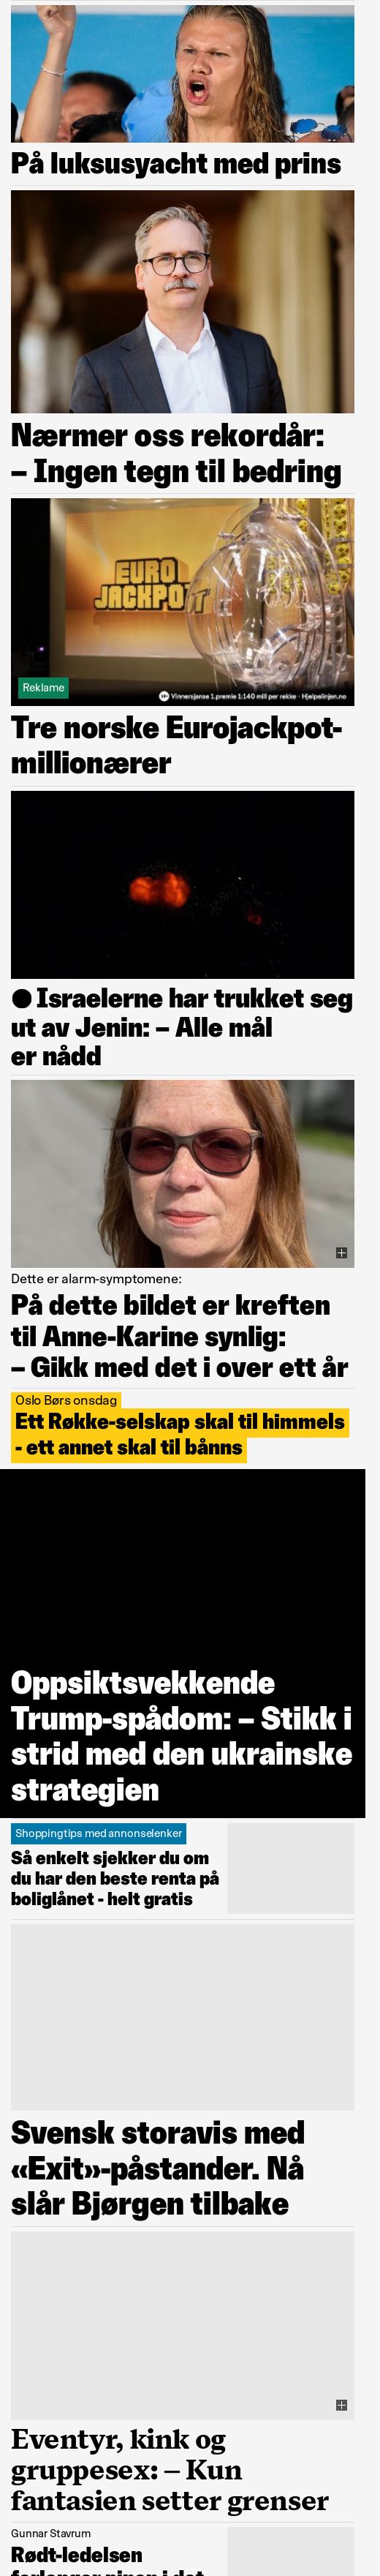 På luksusyacht med prins
Nærmer oss rekordår:
– Ingen tegn til bedring
EURO
JACKPOT
Reklame
18+ Vinnersjanse 1.premie 1:140 mill per rekke - Hjelpelinjen.no
Tre norske Eurojackpot-
millionærer
● Israelerne har trukket seg
ut av Jenin: – Alle mål
er nådd
Dette er alarm-symptomene:
På dette bildet er kreften
til Anne-Karine synlig:
– Gikk med det i over ett år
Oslo Børs onsdag
Ett Røkke-selskap skal til himmels
- ett annet skal til bånns
Oppsiktsvekkende
Trump-spådom: – Stikk i
strid med den ukrainske
strategien
Shoppingtips med annonselenker
Så enkelt sjekker du om
du har den beste renta på
boliglånet - helt gratis
Svensk storavis med
«Exit»-påstander. Nå
slår Bjørgen tilbake
Eventyr, kink og
gruppesex: – Kun
fantasien setter grenser
Gunnar Stavrum
Rødt-ledelsen